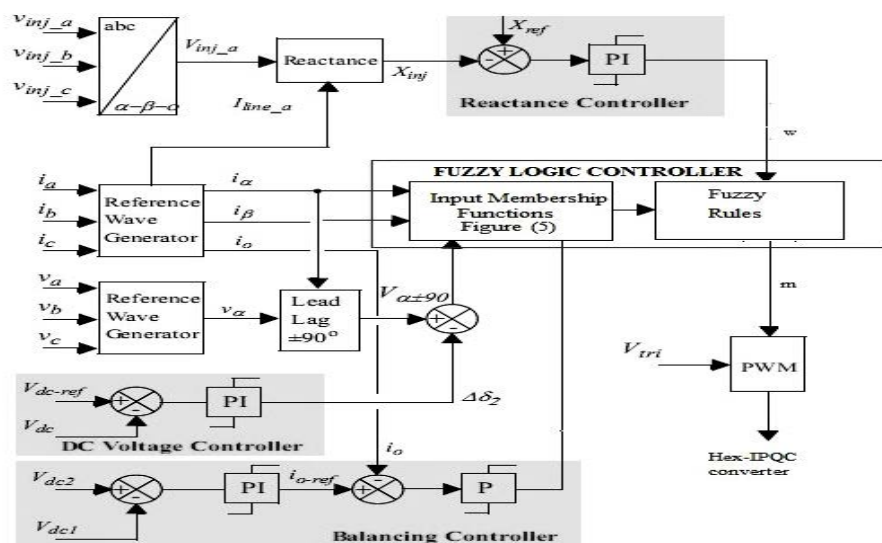 v_inj_a
v_inj_b
v_inj_c
abc
α–β–o
V_inj_a
Reactance
I_line_a
X_inj
X_ref
+
-
PI
Reactance Controller
w
i_a
i_b
i_c
Reference
Wave
Generator
i_α
i_β
i_o
FUZZY LOGIC CONTROLLER
Input Membership
Functions
Figure (5)
Fuzzy
Rules
v_a
v_b
v_c
Reference
Wave
Generator
v_α
Lead
Lag
±90°
V_α±90
+
-
m
V_tri
PWM
Hex-IPQC
converter
V_dc-ref
V_dc
+
-
PI
Δδ_2
DC Voltage Controller
i_o
V_dc2
V_dc1
+
-
PI
i_o-ref
+
-
P
Balancing Controller